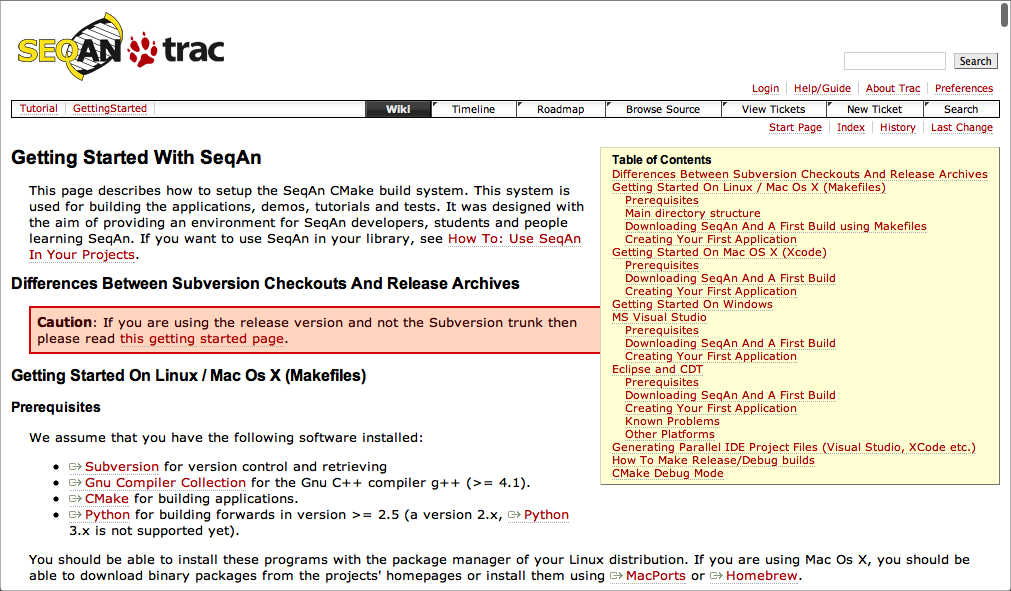 SEQAN trac
Search
Login Help/Guide About Trac Preferences
Tutorial GettingStarted Wiki Timeline Roadmap Browse Source View Tickets New Ticket Search
Start Page Index History Last Change
Getting Started With SeqAn
This page describes how to setup the SeqAn CMake build system. This system is
used for building the applications, demos, tutorials and tests. It was designed with
the aim of providing an environment for SeqAn developers, students and people
learning SeqAn. If you want to use SeqAn in your library, see How To: Use SeqAn
In Your Projects.
Differences Between Subversion Checkouts And Release Archives
Caution: If you are using the release version and not the Subversion trunk then
please read this getting started page.
Getting Started On Linux / Mac Os X (Makefiles)
Prerequisites
We assume that you have the following software installed:
• Subversion for version control and retrieving
• Gnu Compiler Collection for the Gnu C++ compiler g++ (>= 4.1).
• CMake for building applications.
• Python for building forwards in version >= 2.5 (a version 2.x, Python
3.x is not supported yet).
You should be able to install these programs with the package manager of your Linux distribution. If you are using Mac Os X, you should be
able to download binary packages from the projects' homepages or install them using MacPorts or Homebrew.
Table of Contents
Differences Between Subversion Checkouts And Release Archives
Getting Started On Linux / Mac Os X (Makefiles)
Prerequisites
Main directory structure
Downloading SeqAn And A First Build using Makefiles
Creating Your First Application
Getting Started On Mac OS X (Xcode)
Prerequisites
Downloading SeqAn And A First Build
Creating Your First Application
Getting Started On Windows
MS Visual Studio
Prerequisites
Downloading SeqAn And A First Build
Creating Your First Application
Eclipse and CDT
Prerequisites
Downloading SeqAn And A First Build
Creating Your First Application
Known Problems
Other Platforms
Generating Parallel IDE Project Files (Visual Studio, XCode etc.)
How To Make Release/Debug builds
CMake Debug Mode